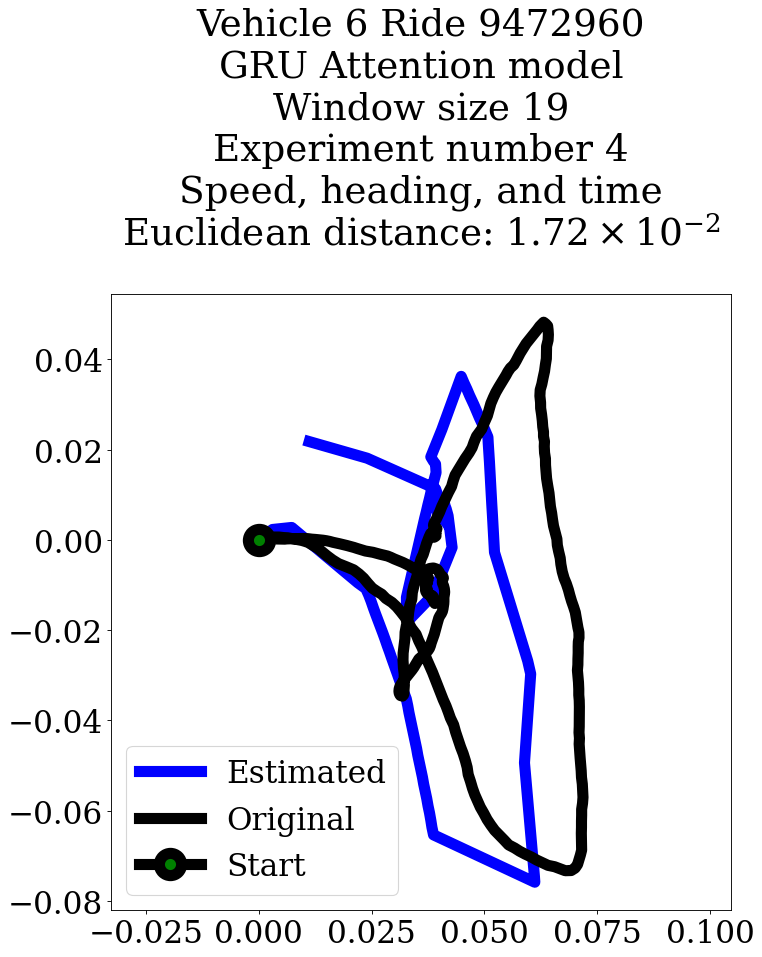 Vehicle 6 Ride 9472960
GRU Attention model
Window size 19
Experiment number 4
Speed, heading, and time
Euclidean distance: 1.72 × 10⁻²
0.04
0.02
0.00
−0.02
−0.04
−0.06
−0.08
Estimated
Original
Start
−0.025 0.000 0.025 0.050 0.075 0.100